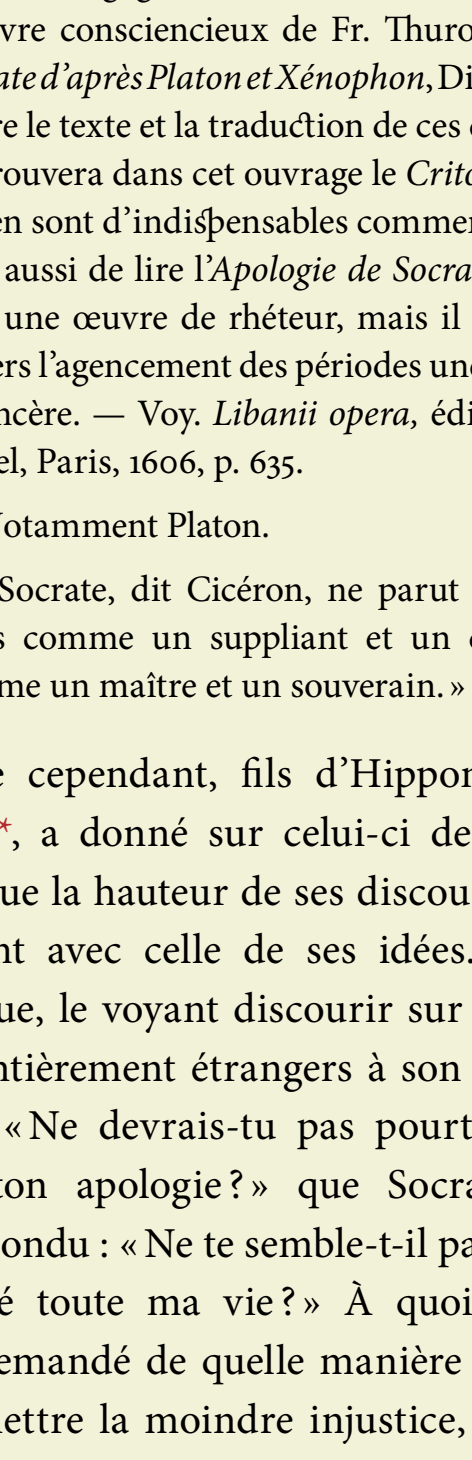 vre consciencieux de Fr. Thuro
ate d'après Platon et Xénophon, Di
re le texte et la traduction de ces
rouvera dans cet ouvrage le Crito
en sont d'indispensables commen
aussi de lire l'Apologie de Socra
une œuvre de rhéteur, mais il
ers l'agencement des périodes un
ncère. — Voy. Libanii opera, édi
el, Paris, 1606, p. 635.
Notamment Platon.
Socrate, dit Cicéron, ne parut
s comme un suppliant et un
me un maître et un souverain. »
e cependant, fils d'Hippon
*, a donné sur celui-ci de
ue la hauteur de ses discou
nt avec celle de ses idées.
ue, le voyant discourir sur
ntièrement étrangers à son
« Ne devrais-tu pas pourt
ton apologie ? » que Socra
ondu : « Ne te semble-t-il pa
é toute ma vie ? » À quoi
emandé de quelle manière
nettre la moindre injustice,